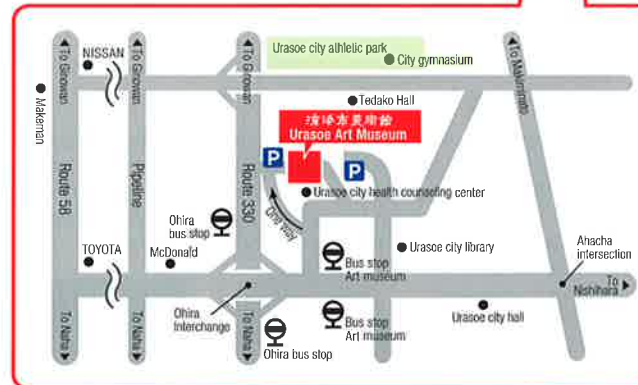 Urasoe city athletic park
City gymnasium
NISSAN
To Ginowan
To Ginowan
To Ginowan
Makeman
Tedako Hall
浦添市美術館
Urasoe Art Museum
P
P
Urasoe city health counseling center
Route 58
Pipeline
Route 330
One way
Ohira
bus stop
TOYOTA
McDonald
Bus stop
Art museum
Urasoe city library
Ahacha
intersection
To
Nishihara
Ohira
Interchange
Bus stop
Art museum
Urasoe city hall
To Naha
To Naha
To Naha
Ohira bus stop